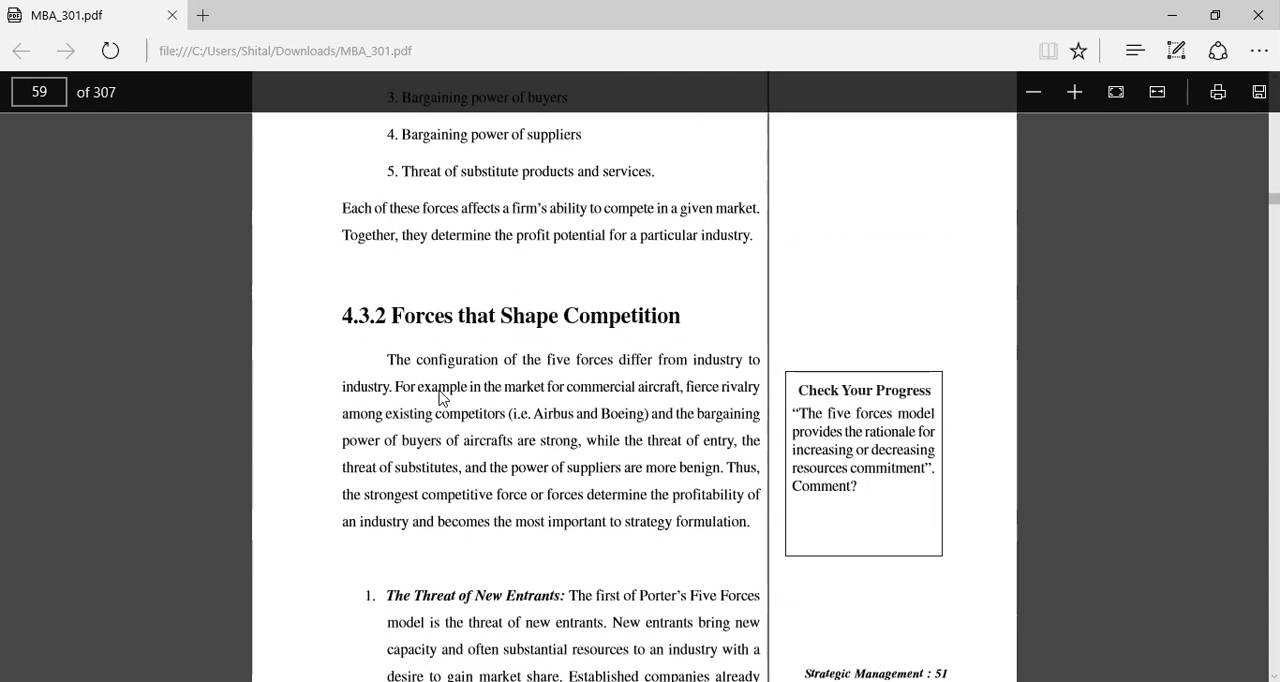 MBA_301.pdf
file:///C:/Users/Shital/Downloads/MBA_301.pdf
59 of 307
3. Bargaining power of buyers
4. Bargaining power of suppliers
5. Threat of substitute products and services.
Each of these forces affects a firm's ability to compete in a given market.
Together, they determine the profit potential for a particular industry.
4.3.2 Forces that Shape Competition
The configuration of the five forces differ from industry to
industry. For example in the market for commercial aircraft, fierce rivalry
among existing competitors (i.e. Airbus and Boeing) and the bargaining
power of buyers of aircrafts are strong, while the threat of entry, the
threat of substitutes, and the power of suppliers are more benign. Thus,
the strongest competitive force or forces determine the profitability of
an industry and becomes the most important to strategy formulation.
1. The Threat of New Entrants: The first of Porter's Five Forces
model is the threat of new entrants. New entrants bring new
capacity and often substantial resources to an industry with a
desire to gain market share. Established companies already
Check Your Progress
“The five forces model
provides the rationale for
increasing or decreasing
resources commitment”.
Comment?
Strategic Management : 51